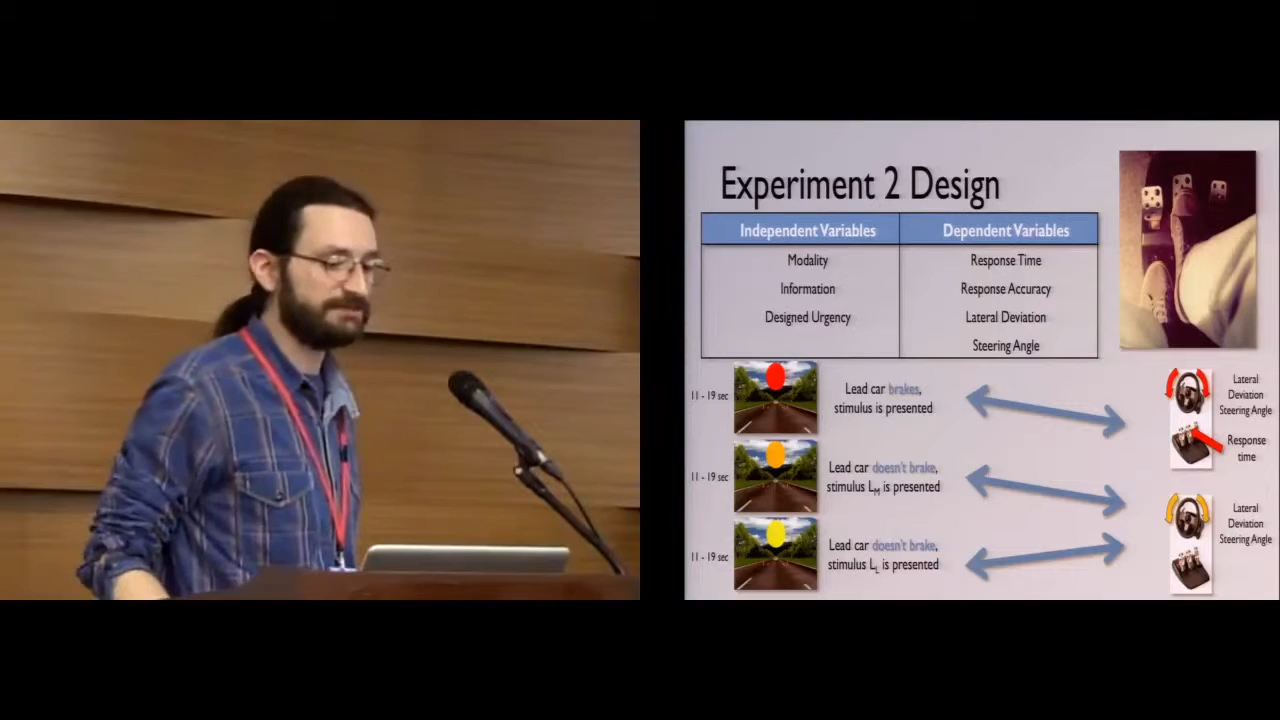 Experiment 2 Design
Independent Variables
Dependent Variables
Modality
Response Time
Information
Response Accuracy
Designed Urgency
Lateral Deviation
Steering Angle
11 - 19 sec
Lead car brakes,
stimulus is presented
Lateral
Deviation
Steering Angle
Response
time
11 - 19 sec
Lead car doesn't brake,
stimulus LM is presented
11 - 19 sec
Lead car doesn't brake,
stimulus LL is presented
Lateral
Deviation
Steering Angle